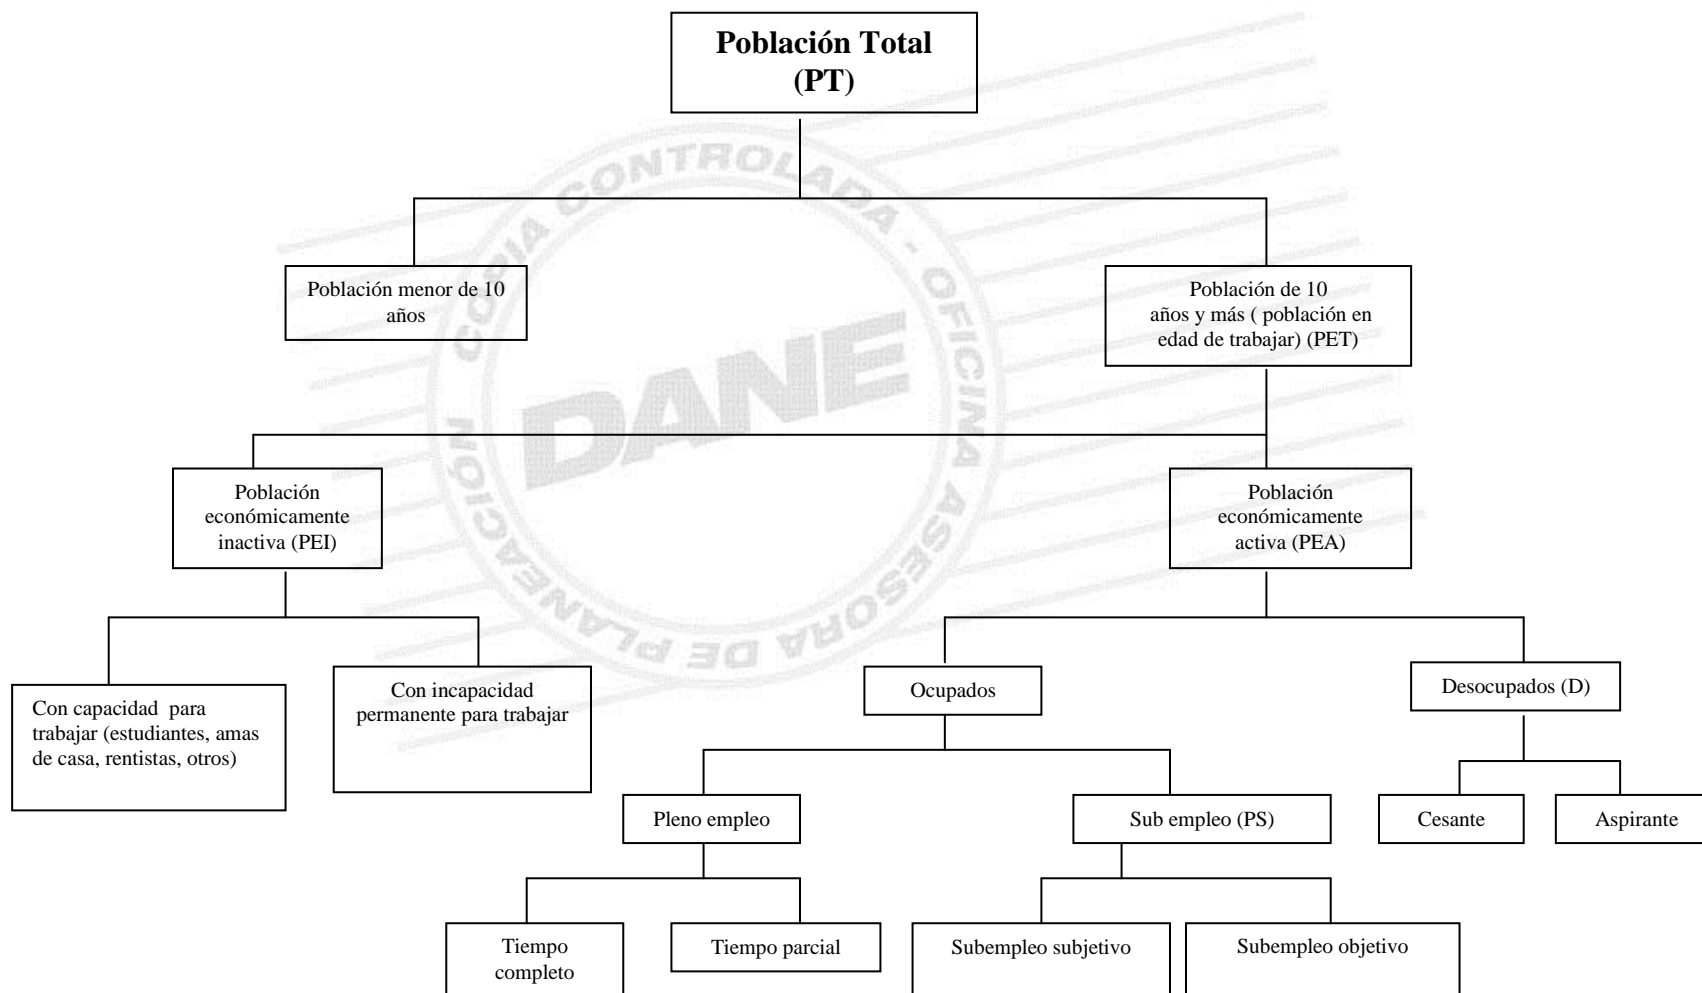 Población Total
(PT)
COPIA CONTROLADA - OFICINA ASESORA DE PLANEACIÓN
DANE
Población menor de 10
años
Población de 10
años y más ( población en
edad de trabajar) (PET)
Población
económicamente
inactiva (PEI)
Población
económicamente
activa (PEA)
Con capacidad para
trabajar (estudiantes, amas
de casa, rentistas, otros)
Con incapacidad
permanente para trabajar
Ocupados
Desocupados (D)
Pleno empleo
Sub empleo (PS)
Cesante
Aspirante
Tiempo
completo
Tiempo parcial
Subempleo subjetivo
Subempleo objetivo